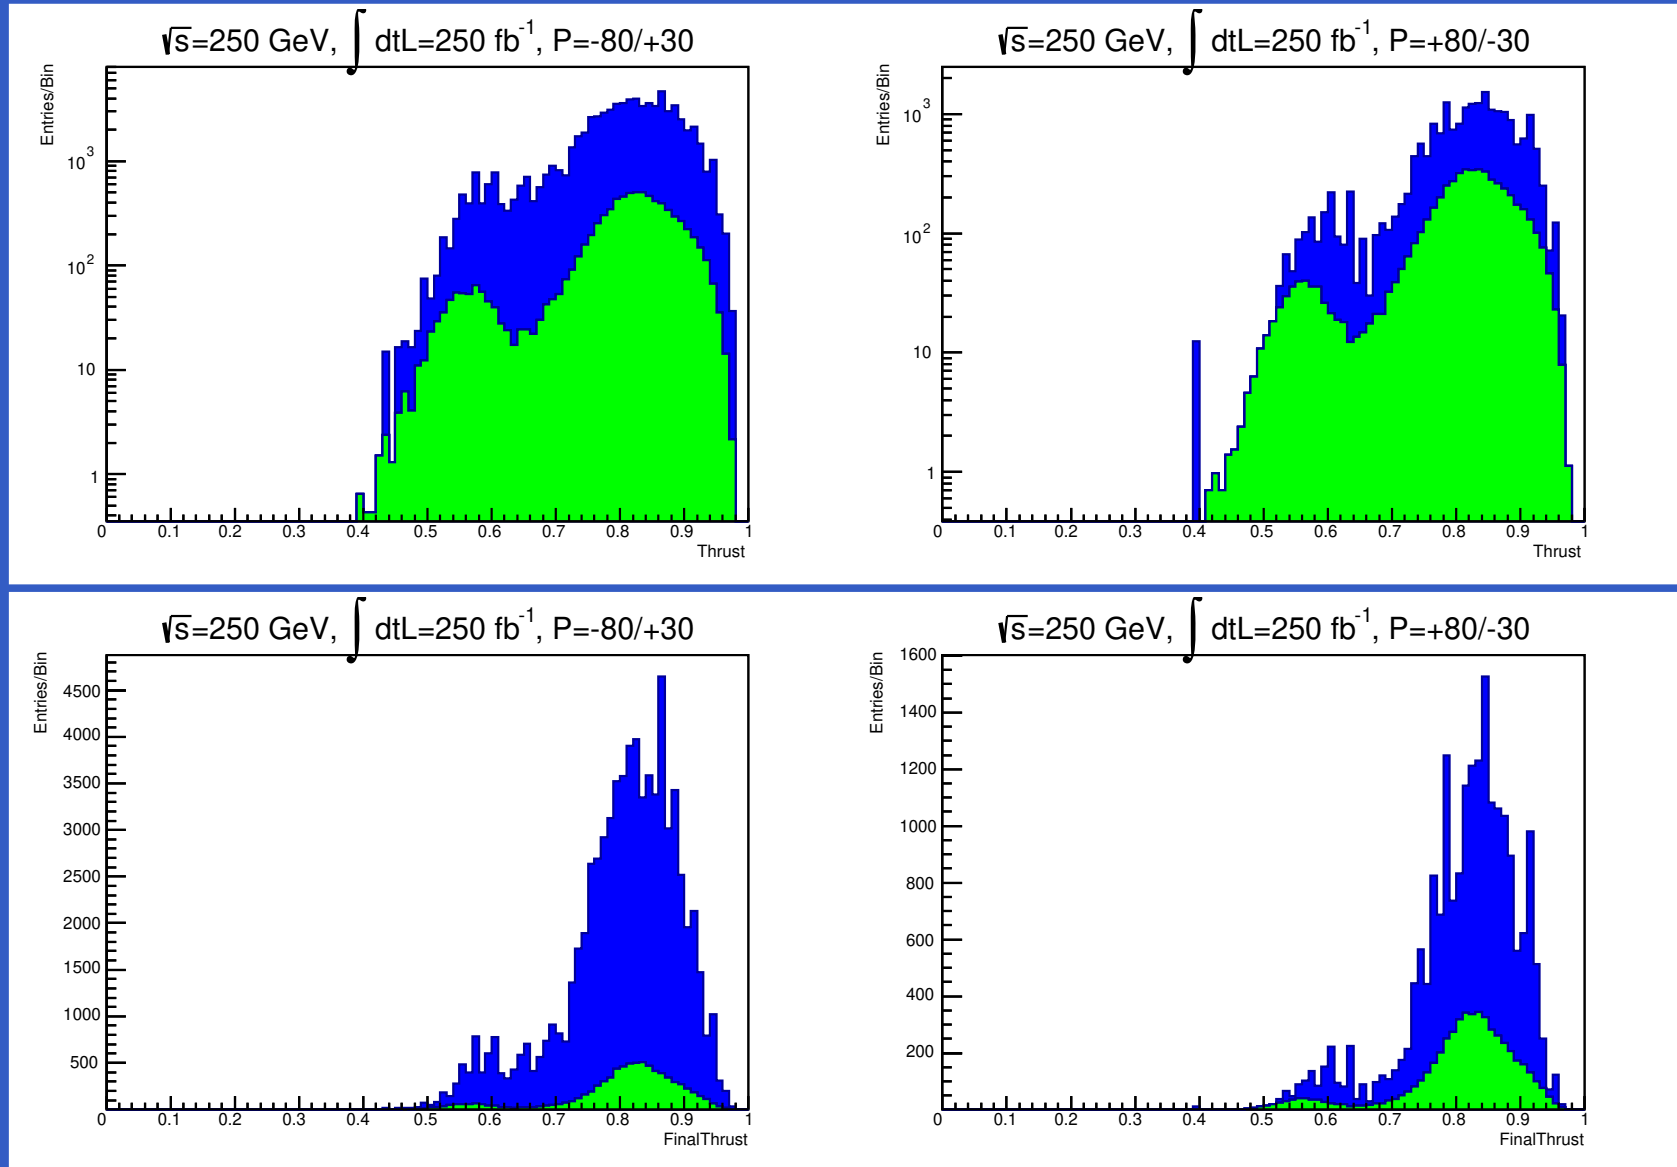 √s=250 GeV, ∫ dtL=250 fb⁻¹, P=-80/+30
Entries/Bin
10³
10²
10
1
0 0.1 0.2 0.3 0.4 0.5 0.6 0.7 0.8 0.9 1
Thrust
√s=250 GeV, ∫ dtL=250 fb⁻¹, P=+80/-30
Entries/Bin
10³
10²
10
1
0 0.1 0.2 0.3 0.4 0.5 0.6 0.7 0.8 0.9 1
Thrust
√s=250 GeV, ∫ dtL=250 fb⁻¹, P=-80/+30
Entries/Bin
4500
4000
3500
3000
2500
2000
1500
1000
500
0 0.1 0.2 0.3 0.4 0.5 0.6 0.7 0.8 0.9 1
FinalThrust
√s=250 GeV, ∫ dtL=250 fb⁻¹, P=+80/-30
Entries/Bin
1600
1400
1200
1000
800
600
400
200
0 0.1 0.2 0.3 0.4 0.5 0.6 0.7 0.8 0.9 1
FinalThrust